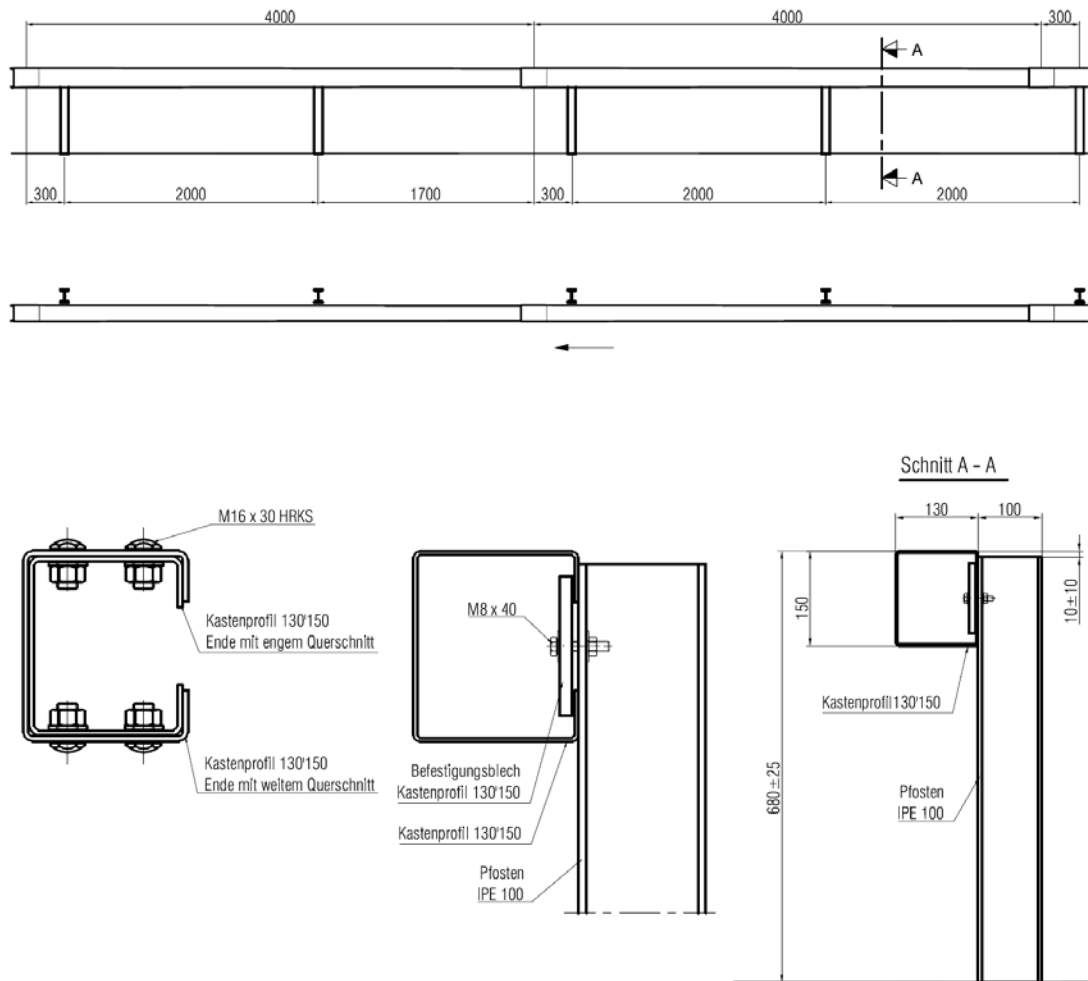 4000
4000
300
A
A
300
2000
1700
300
2000
2000
Schnitt A - A
M16 x 30 HRKS
130
100
150
10±10
Kastenprofil 130'150
Ende mit engem Querschnitt
M8 x 40
Kastenprofil 130'150
Kastenprofil 130'150
Ende mit weitem Querschnitt
Befestigungsblech
Kastenprofil 130'150
Kastenprofil 130'150
680±25
Pfosten
IPE 100
Pfosten
IPE 100